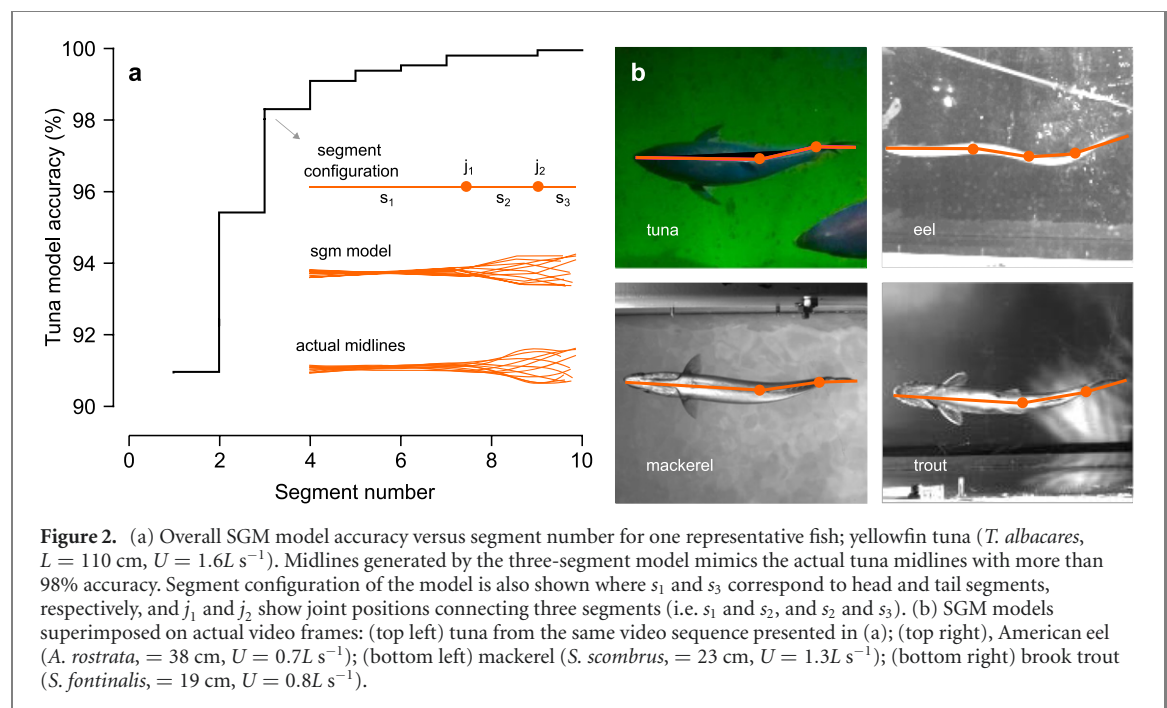 a
100
98
96
94
92
90
Tuna model accuracy (%)
0 2 4 6 8 10
Segment number
segment
configuration
j₁ j₂
s₁ s₂ s₃
sgm model
actual midlines
b
tuna
eel
mackerel
trout
Figure 2. (a) Overall SGM model accuracy versus segment number for one representative fish; yellowfin tuna (T. albacares,
L = 110 cm, U = 1.6L s⁻¹). Midlines generated by the three-segment model mimics the actual tuna midlines with more than
98% accuracy. Segment configuration of the model is also shown where s₁ and s₃ correspond to head and tail segments,
respectively, and j₁ and j₂ show joint positions connecting three segments (i.e. s₁ and s₂, and s₂ and s₃). (b) SGM models
superimposed on actual video frames: (top left) tuna from the same video sequence presented in (a); (top right), American eel
(A. rostrata, = 38 cm, U = 0.7L s⁻¹); (bottom left) mackerel (S. scombrus, = 23 cm, U = 1.3L s⁻¹); (bottom right) brook trout
(S. fontinalis, = 19 cm, U = 0.8L s⁻¹).